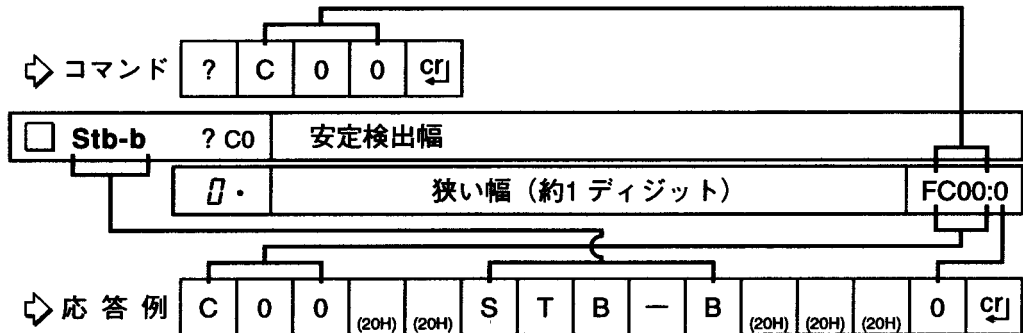 コマンド ? C 0 0 cr
Stb-b ? C0 安定検出幅
0・ 狭い幅（約1 ディジット） FC00:0
応答例 C 0 0 (20H) (20H) S T B － B (20H) (20H) (20H) 0 cr